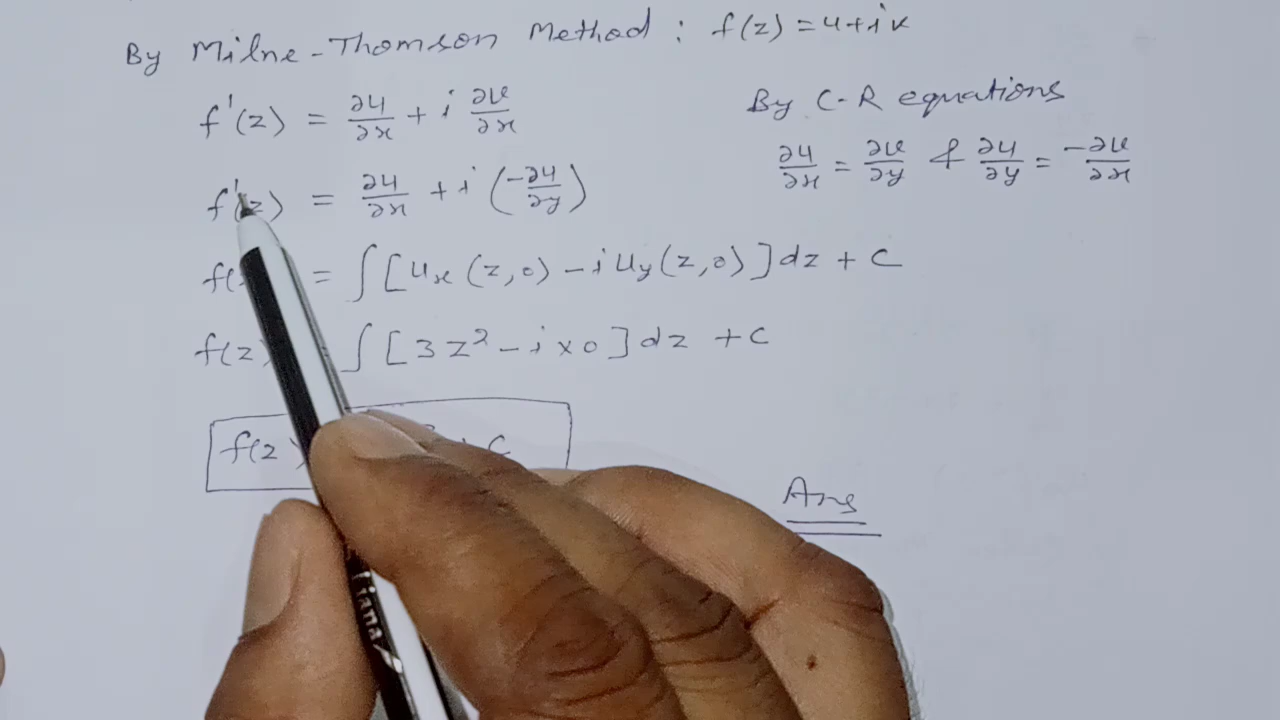 By Milne-Thomson Method : f(z) = u+iv
f'(z) = ∂u/∂x + i ∂v/∂x
By C-R equations
∂u/∂x = ∂v/∂y & ∂u/∂y = -∂v/∂x
f'(z) = ∂u/∂x + i (-∂u/∂y)
= ∫ [ux (z,0) - i uy (z,0)] dz + C
f(z) ∫ [3z² - i×0] dz + C
f(z) + C
Ans